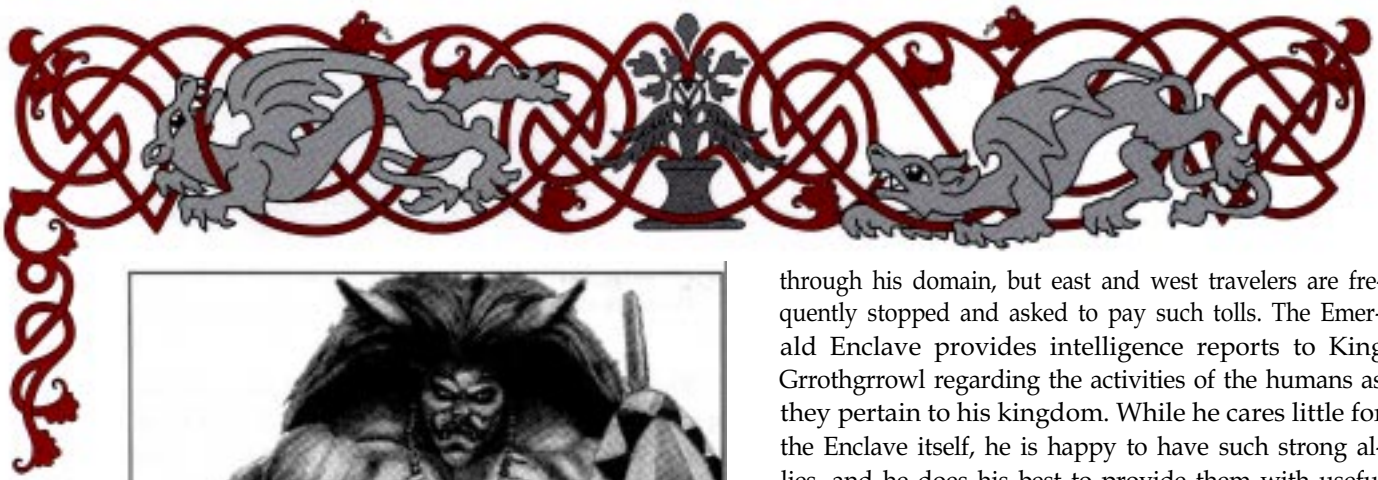 through his domain, but east and west travelers are fre-
quently stopped and asked to pay such tolls. The Emer-
ald Enclave provides intelligence reports to King
Grrothgrrowl regarding the activities of the humans as
they pertain to his kingdom. While he cares little for
the Enclave itself, he is happy to have such strong al-
lies, and he does his best to provide them with useful